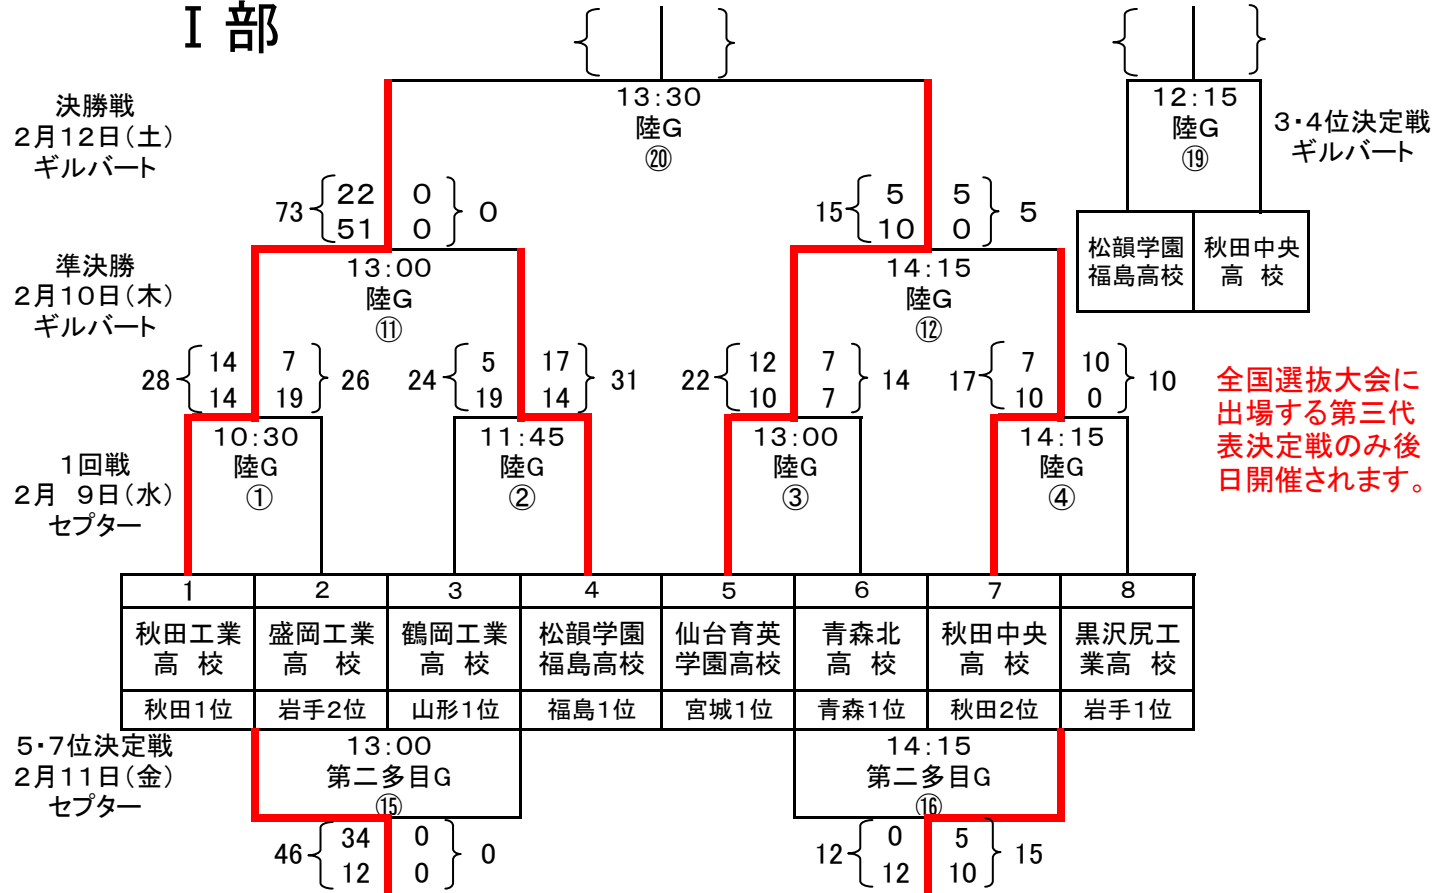 Ⅰ 部
決勝戦
2月12日(土)
ギルバート
13:30
陸G
⑳
12:15
陸G
⑲
3・4位決定戦
ギルバート
松韻学園
福島高校
秋田中央
高 校
73 22 0 0
51 0
15 5 5 5
10 0
準決勝
2月10日(木)
ギルバート
13:00
陸G
⑪
14:15
陸G
⑫
28 14 7 26
14 19
24 5 17 31
19 14
22 12 7 14
10 7
17 7 10 10
10 0
全国選抜大会に
出場する第三代
表決定戦のみ後
日開催されます。
1回戦
2月 9日(水)
セプター
10:30
陸G
①
11:45
陸G
②
13:00
陸G
③
14:15
陸G
④
1 2 3 4 5 6 7 8
秋田工業 盛岡工業 鶴岡工業 松韻学園 仙台育英 青森北 秋田中央 黒沢尻工
高 校 高 校 高 校 福島高校 学園高校 高 校 高 校 業高 校
秋田1位 岩手2位 山形1位 福島1位 宮城1位 青森1位 秋田2位 岩手1位
5・7位決定戦
2月11日(金)
セプター
13:00
第二多目G
⑮
14:15
第二多目G
⑯
46 34 0 0
12 0
12 0 5 15
12 10